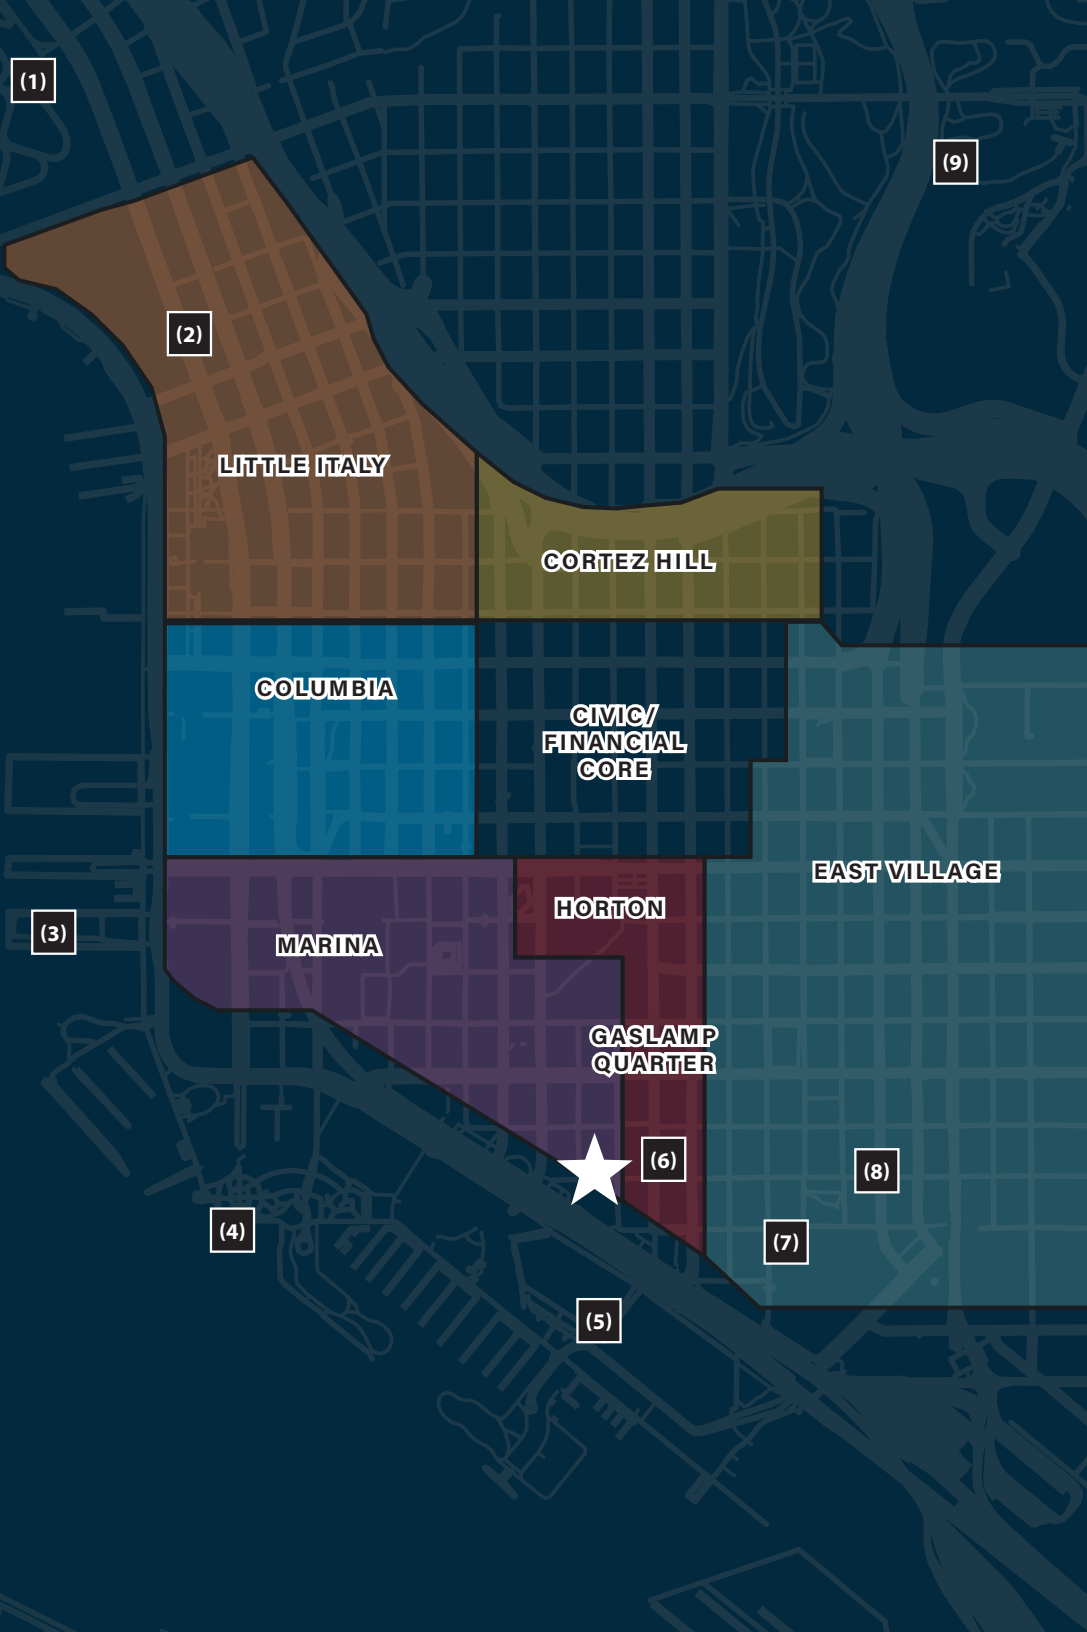 (1)
(9)
(2)
LITTLE ITALY
CORTEZ HILL
COLUMBIA
CIVIC/
FINANCIAL
CORE
EAST VILLAGE
HORTON
(3)
MARINA
GASLAMP
QUARTER
(6)
(8)
(4)
(7)
(5)